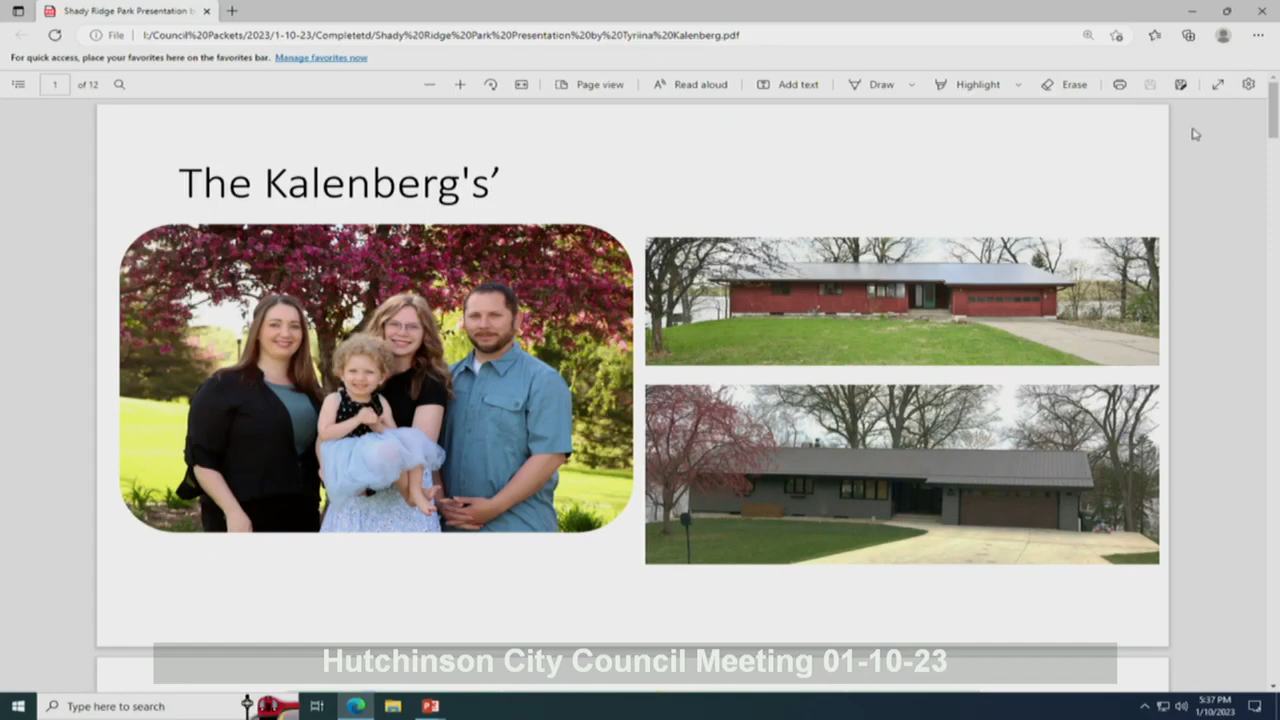 Shady Ridge Park Presentation b
File
I:/Council%20Packets/2023/1-10-23/Completetd/Shady%20Ridge%20Park%20Presentation%20by%20Tyriina%20Kalenberg.pdf
For quick access, place your favorites here on the favorites bar. Manage favorites now
1 of 12
Page view
Read aloud
Add text
Draw
Highlight
Erase
The Kalenberg's’
Hutchinson City Council Meeting 01-10-23
Type here to search
5:37 PM
1/10/2023